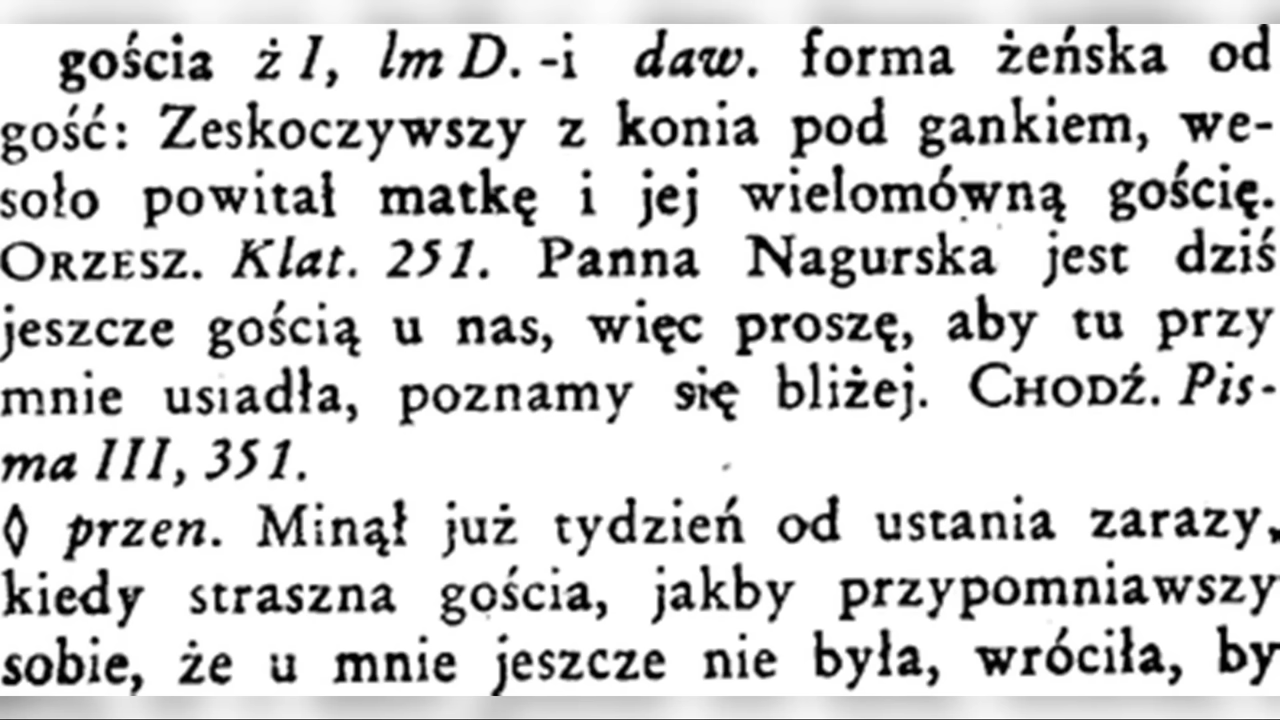 gościa ż I, lm D. -i daw. forma żeńska od
gość: Zeskoczywszy z konia pod gankiem, we-
soło powitał matkę i jej wielomówną gościę.
ORZESZ. Klat. 251. Panna Nagurska jest dziś
jeszcze gością u nas, więc proszę, aby tu przy
mnie usiadła, poznamy się bliżej. CHODŹ. Pis-
ma III, 351.
◊ przen. Minął już tydzień od ustania zarazy,
kiedy straszna gościa, jakby przypomniawszy
sobie, że u mnie jeszcze nie była, wróciła, by